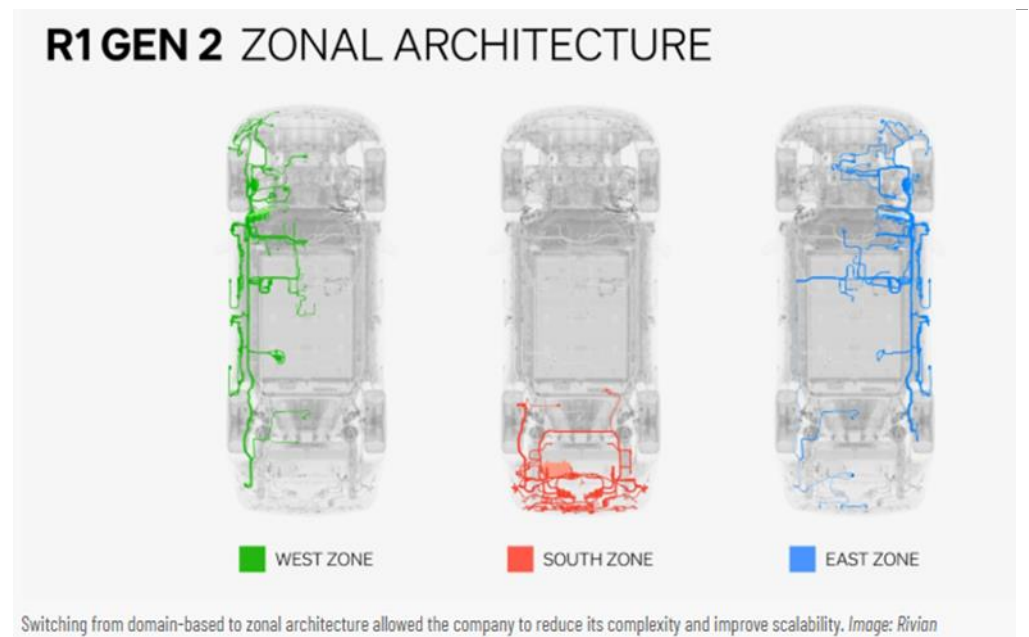 R1 GEN 2 ZONAL ARCHITECTURE
WEST ZONE
SOUTH ZONE
EAST ZONE
Switching from domain-based to zonal architecture allowed the company to reduce its complexity and improve scalability. Image: Rivian